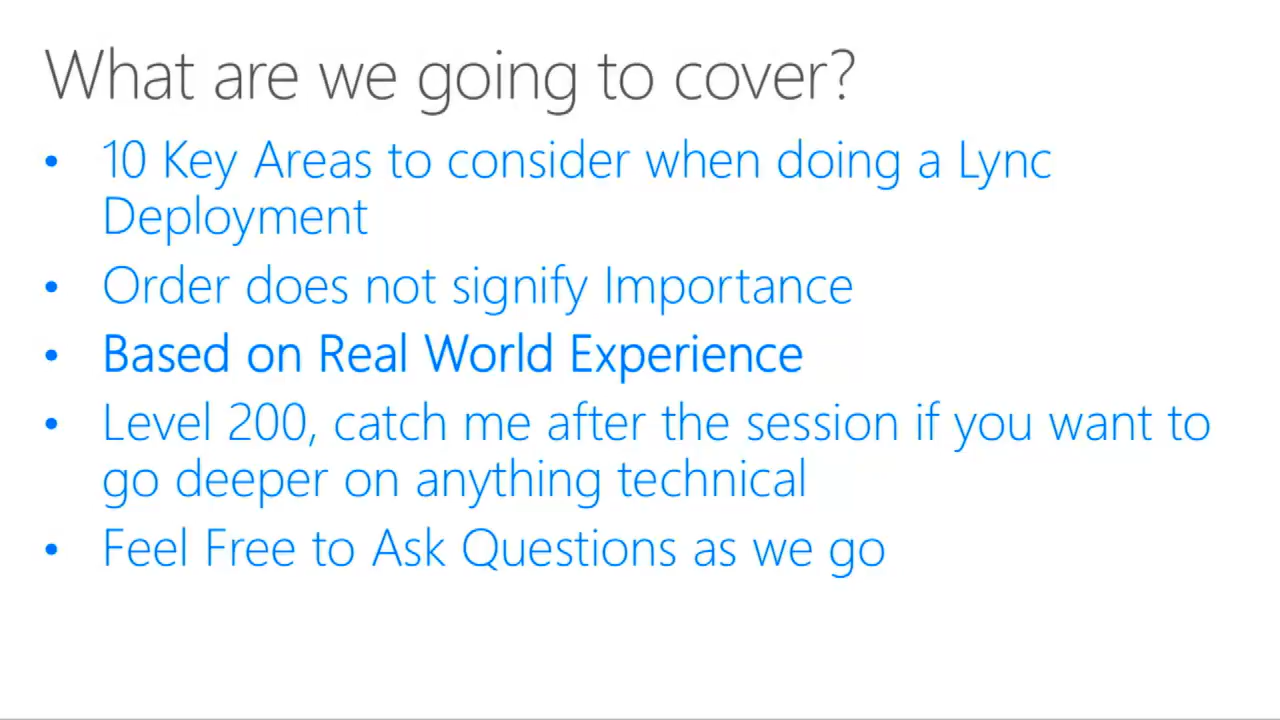 What are we going to cover?
• 10 Key Areas to consider when doing a Lync
Deployment
• Order does not signify Importance
• Based on Real World Experience
• Level 200, catch me after the session if you want to
go deeper on anything technical
• Feel Free to Ask Questions as we go